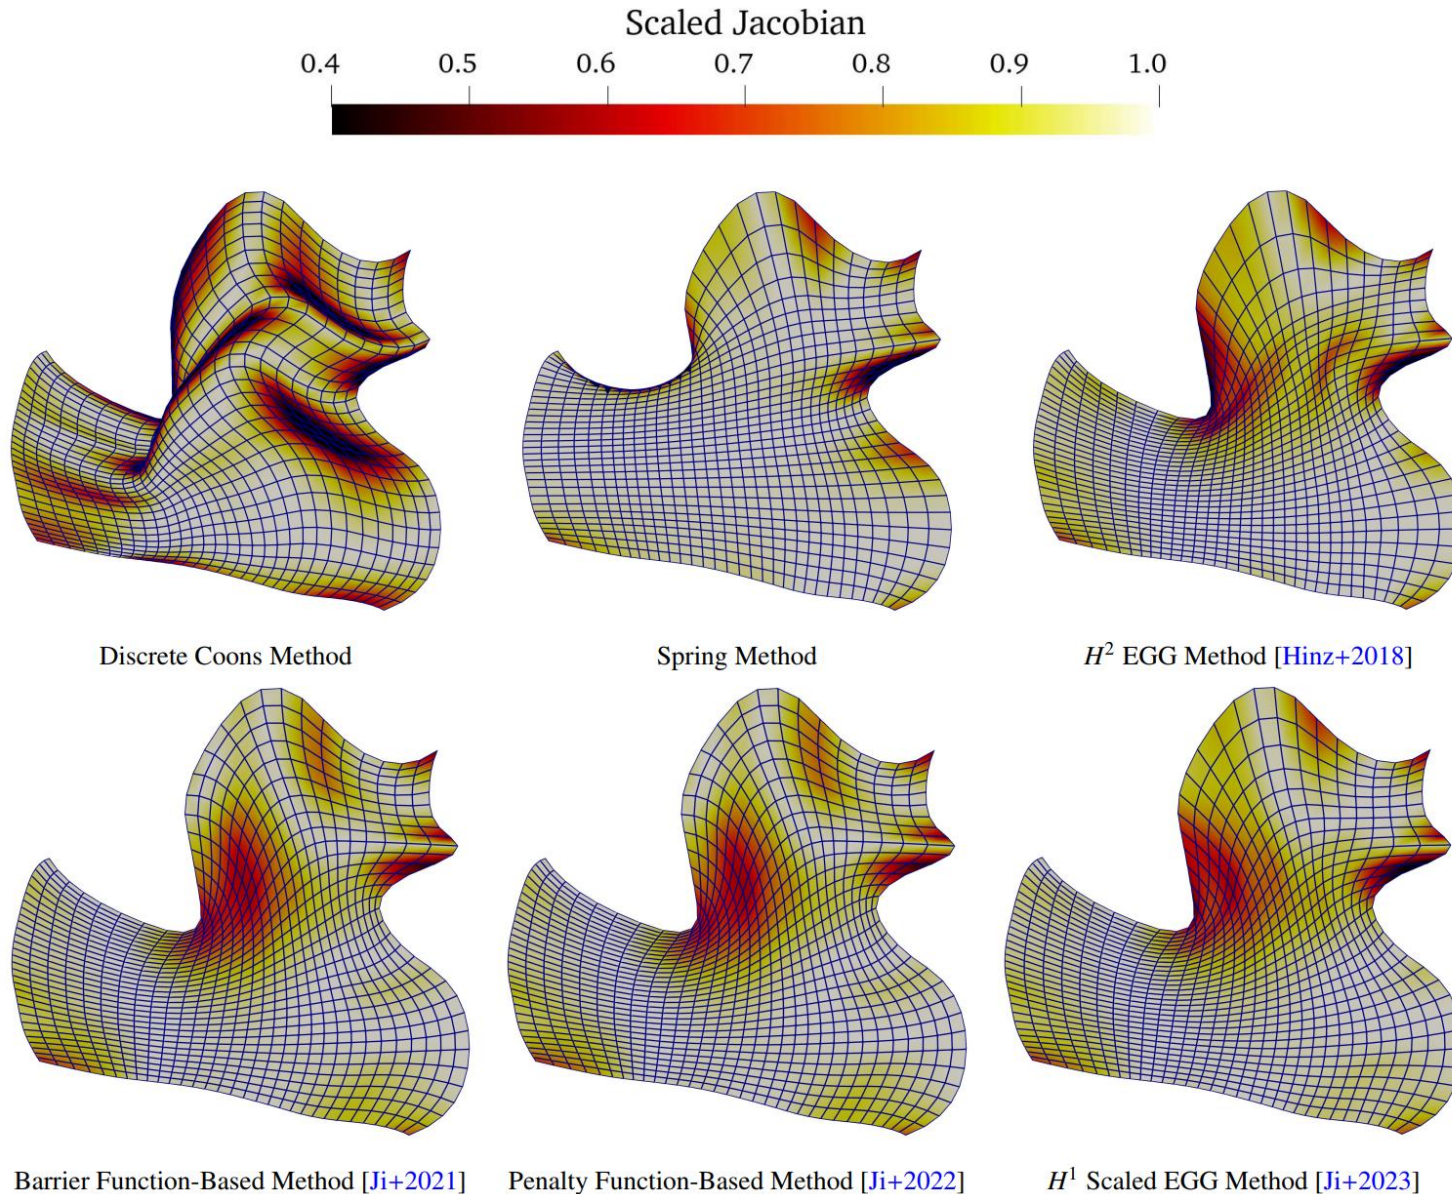 Scaled Jacobian
0.4 0.5 0.6 0.7 0.8 0.9 1.0
Discrete Coons Method
Spring Method
H² EGG Method [Hinz+2018]
Barrier Function-Based Method [Ji+2021]
Penalty Function-Based Method [Ji+2022]
H¹ Scaled EGG Method [Ji+2023]